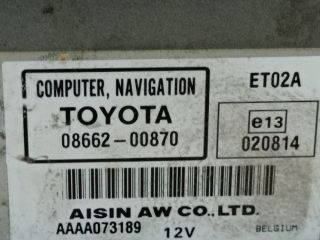 COMPUTER, NAVIGATION
ET02A
TOYOTA
08662-00870
e13
020814
AISIN AW CO.,LTD.
AAAA073189
12V
BELGIUM